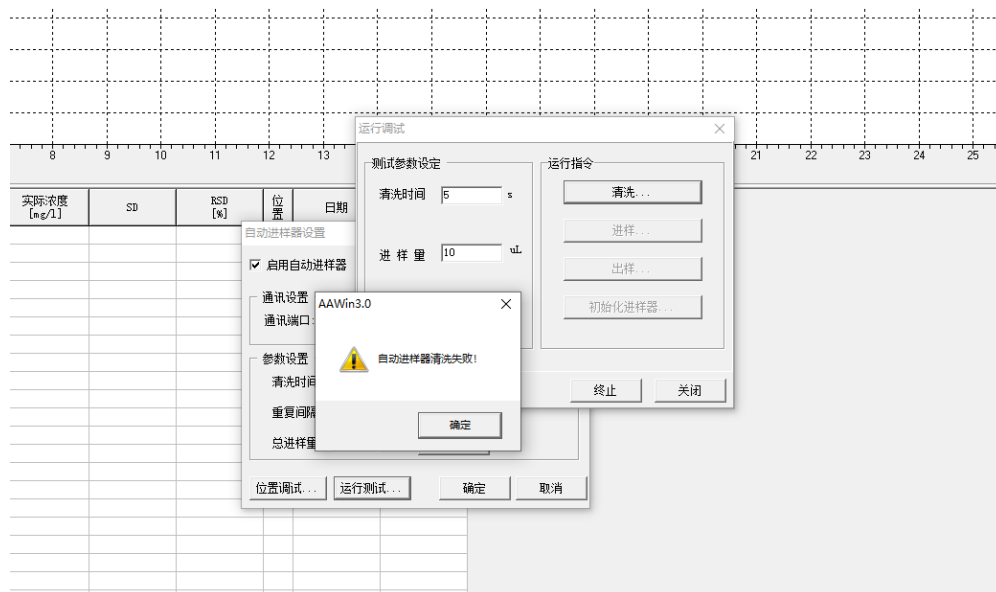 8 9 10 11 12 13 21 22 23 24 25
运行调试
测试参数设定
清洗时间 5 s
进 样 量 10 uL
运行指令
清洗...
进样...
出样...
初始化进样器...
终止 关闭
实际浓度
[mg/l]
SD
RSD
[%]
位
置
日期
自动进样器设置
启用自动进样器
通讯设置
通讯端口:
参数设置
清洗时间
重复间隔
总进样量
AAWin3.0
自动进样器清洗失败!
确定
位置调试... 运行测试... 确定 取消